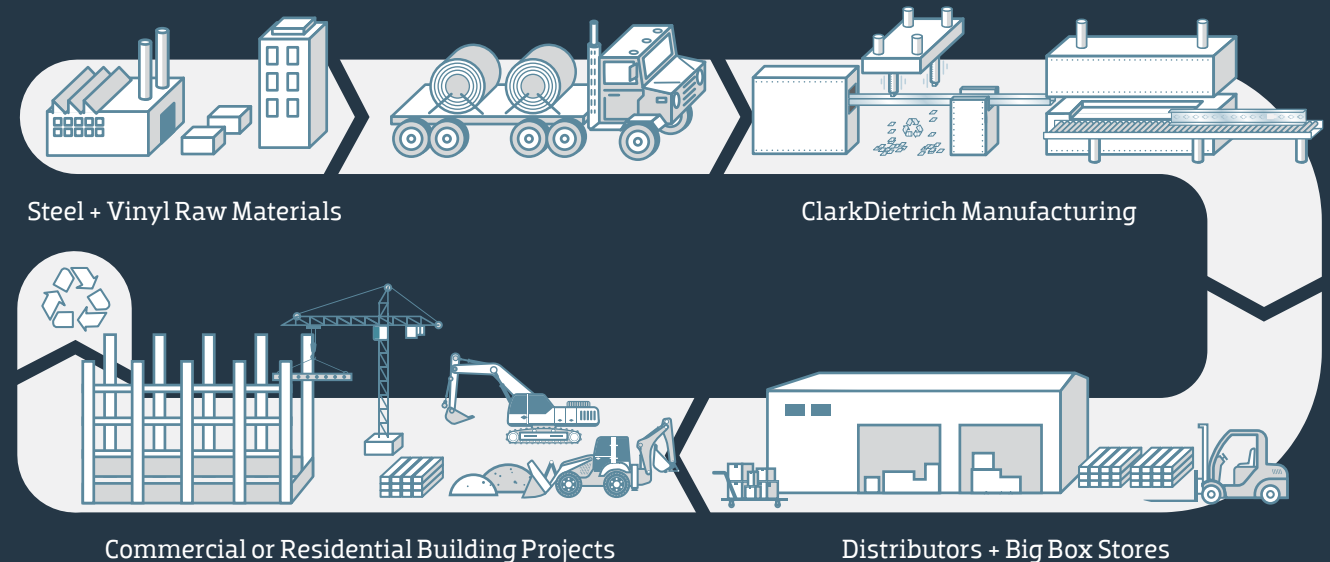 Steel + Vinyl Raw Materials
ClarkDietrich Manufacturing
Commercial or Residential Building Projects
Distributors + Big Box Stores